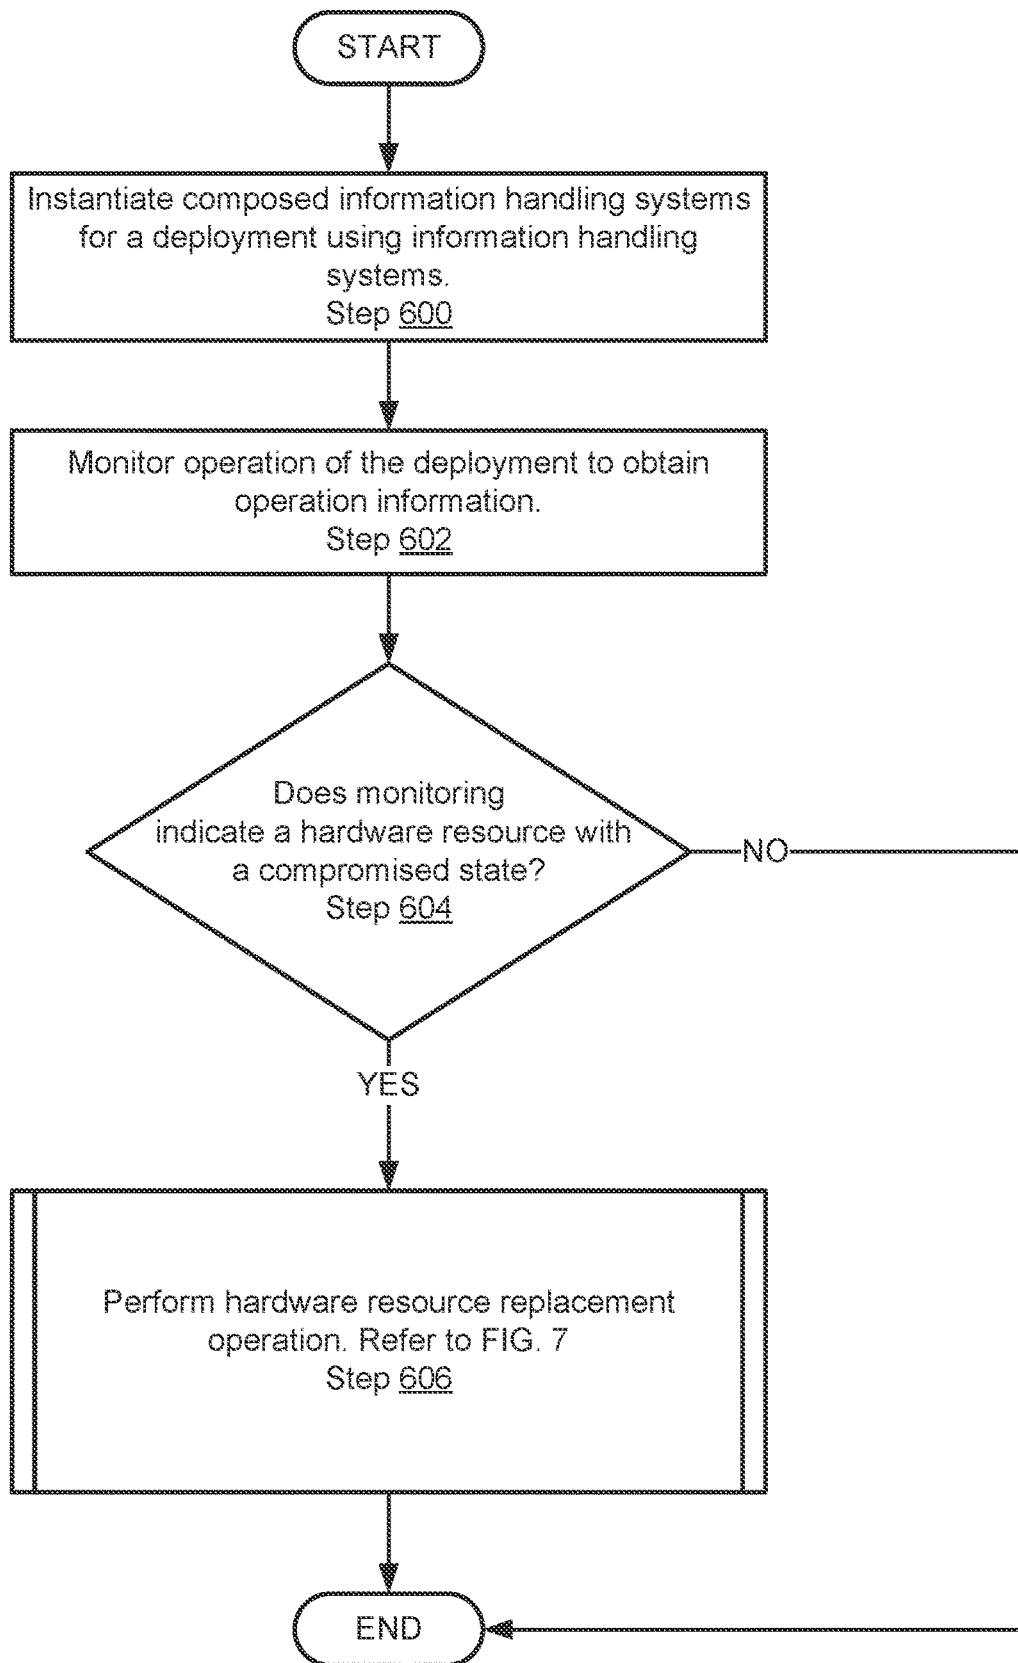 START
Instantiate composed information handling systems
for a deployment using information handling
systems.
Step 600
Monitor operation of the deployment to obtain
operation information.
Step 602
Does monitoring
indicate a hardware resource with
a compromised state?
Step 604
NO
YES
Perform hardware resource replacement
operation. Refer to FIG. 7
Step 606
END